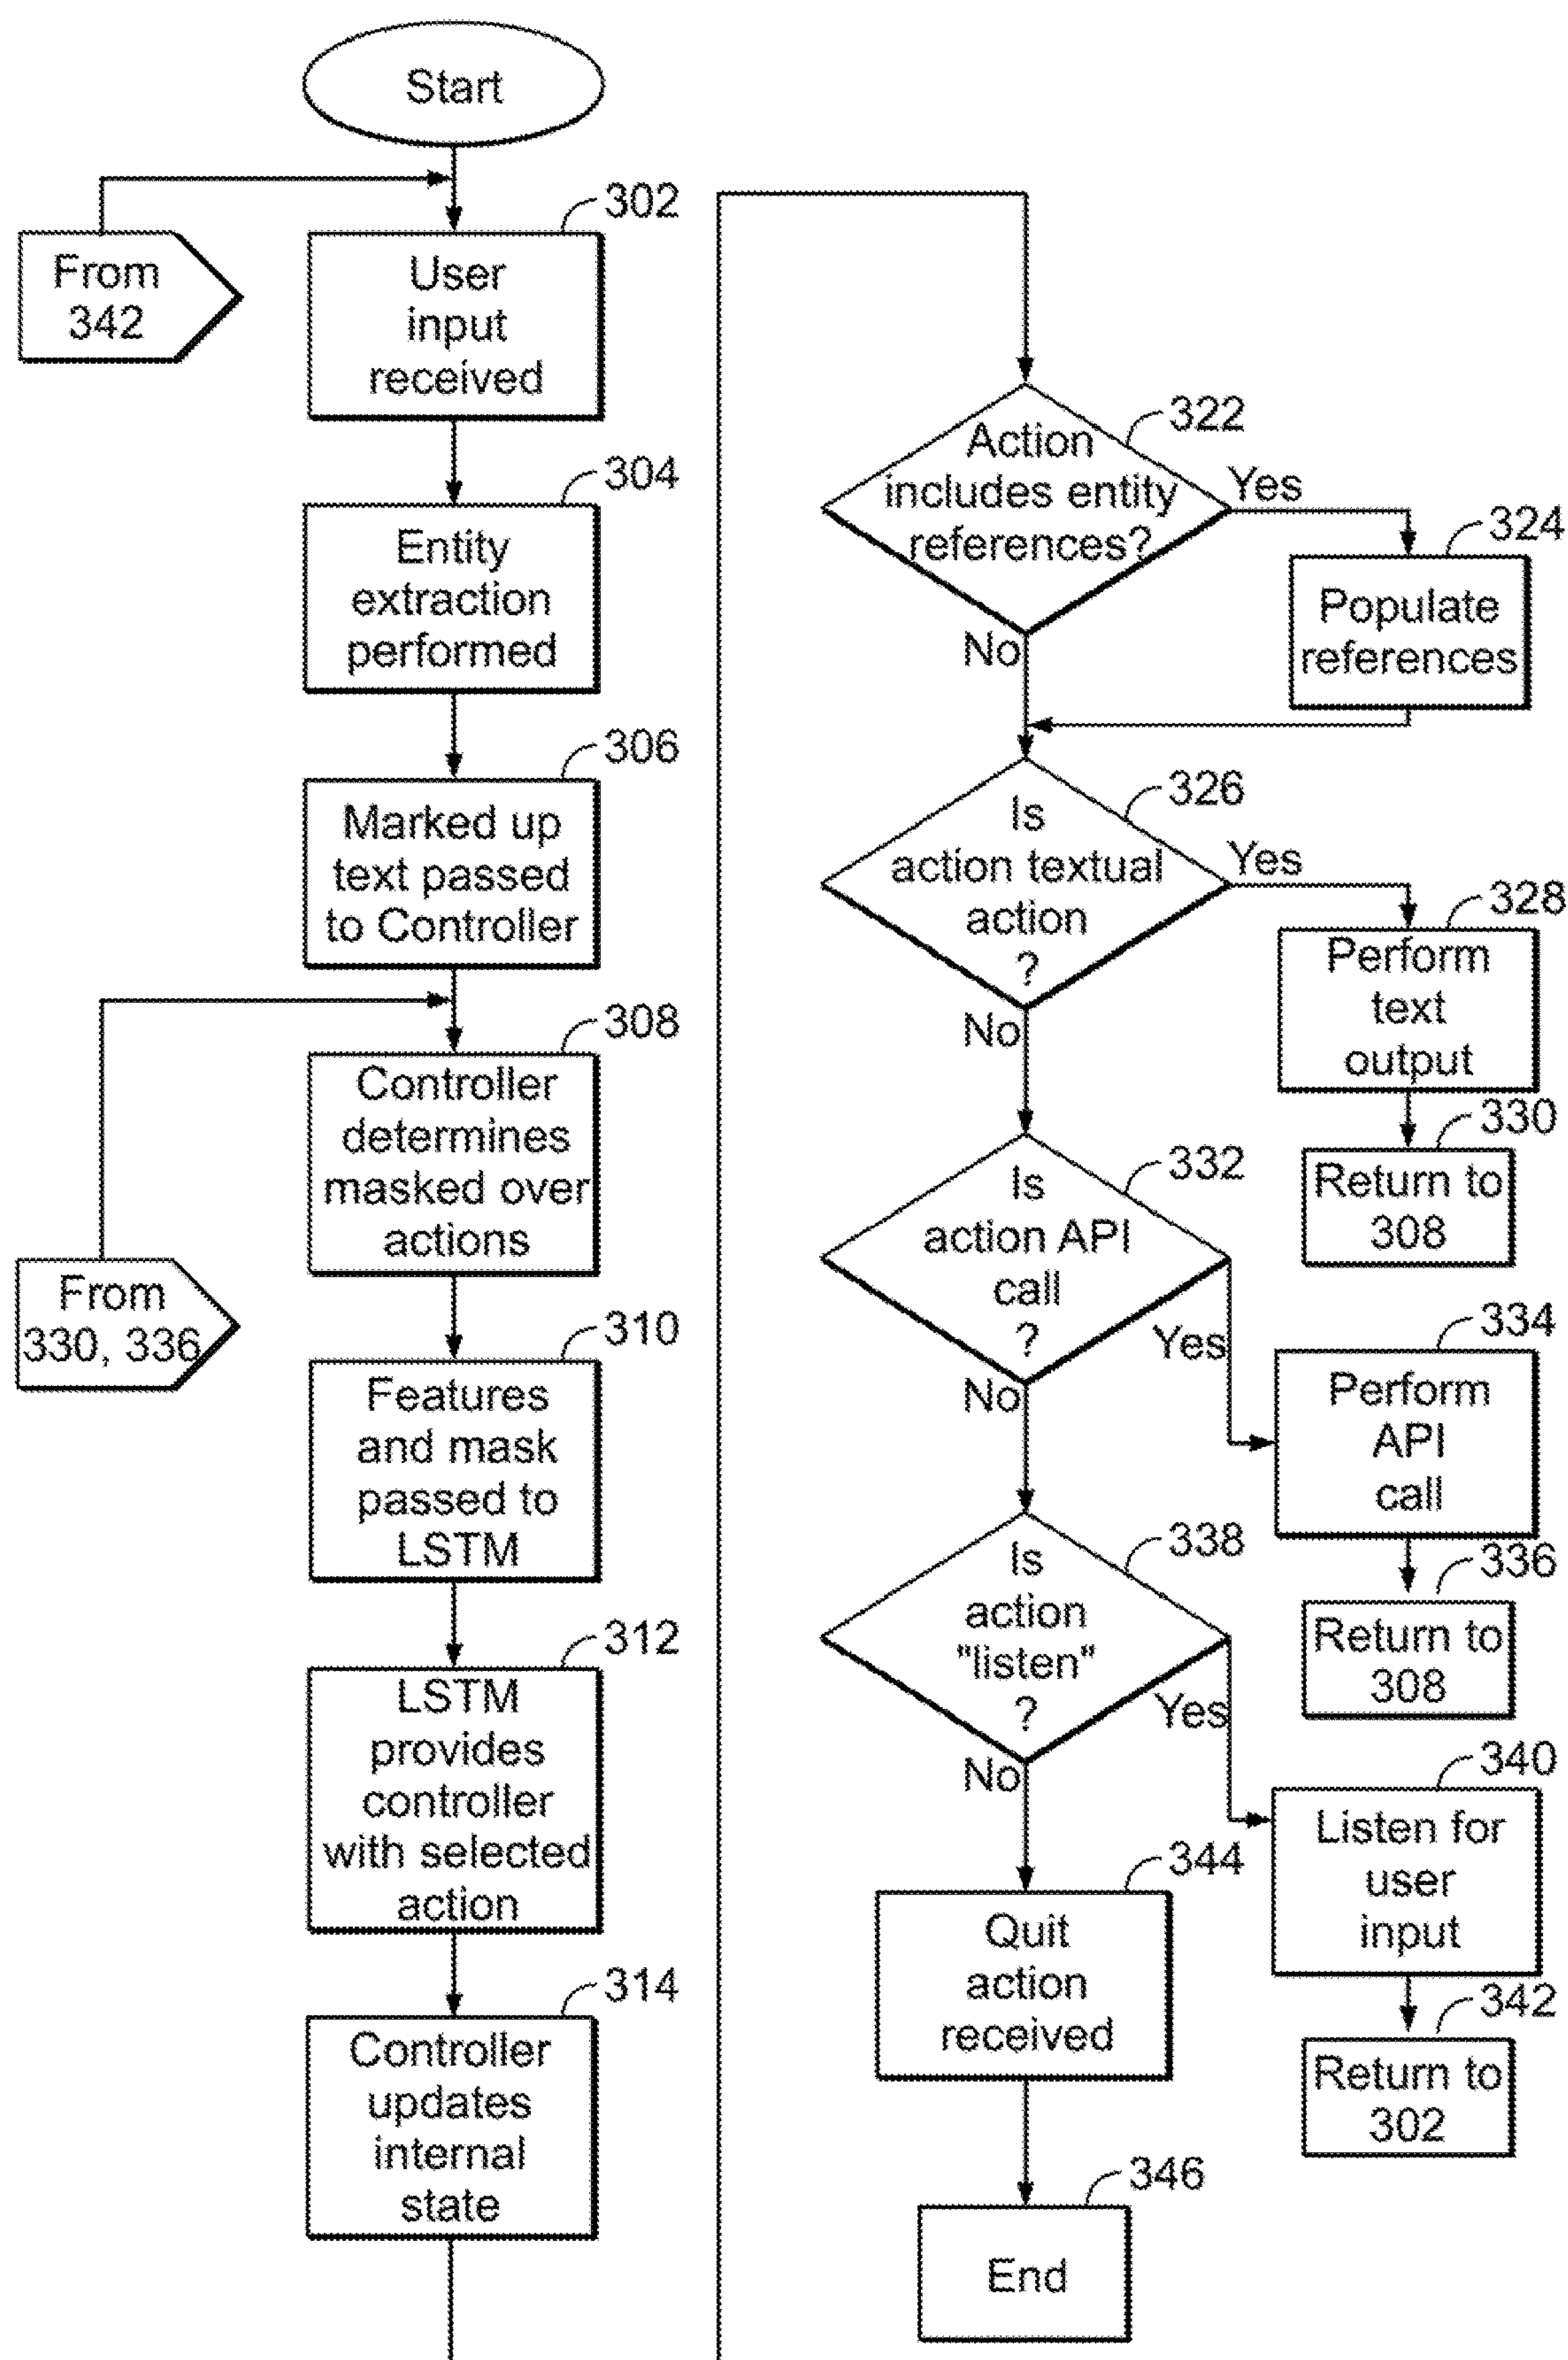 Start
From
342
302
User
input
received
304
Entity
extraction
performed
306
Marked up
text passed
to Controller
308
Controller
determines
masked over
actions
From
330, 336
310
Features
and mask
passed to
LSTM
312
LSTM
provides
controller
with selected
action
314
Controller
updates
internal
state
322
Action
includes entity
references?
Yes
No
324
Populate
references
326
Is
action textual
action
?
Yes
No
328
Perform
text
output
330
Return to
308
332
Is
action API
call
?
Yes
No
334
Perform
API
call
336
Return to
308
338
Is
action
"listen"
?
Yes
No
340
Listen for
user
input
342
Return to
302
344
Quit
action
received
346
End